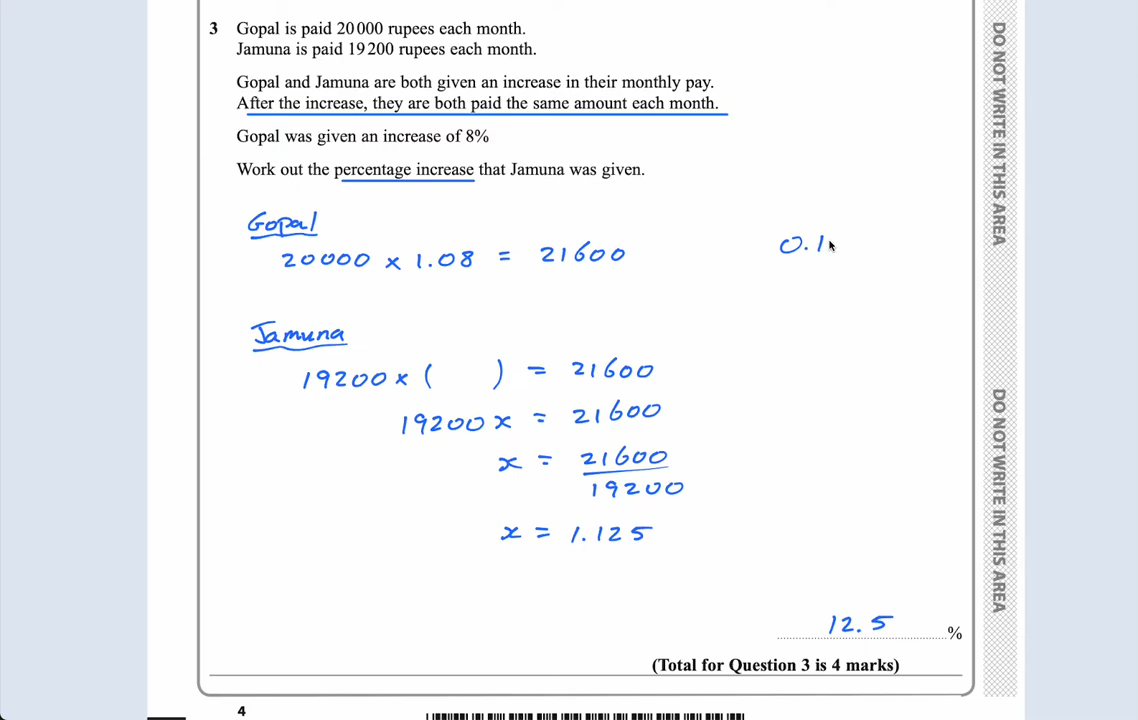 3 Gopal is paid 20 000 rupees each month.
Jamuna is paid 19 200 rupees each month.
Gopal and Jamuna are both given an increase in their monthly pay.
After the increase, they are both paid the same amount each month.
Gopal was given an increase of 8%
Work out the percentage increase that Jamuna was given.
Gopal
20000 × 1.08 = 21600
0.1
Jamuna
19200 × ( ) = 21600
19200 x = 21600
x = 21600
19200
x = 1.125
12.5 %
(Total for Question 3 is 4 marks)
4
DO NOT WRITE IN THIS AREA
DO NOT WRITE IN THIS AREA